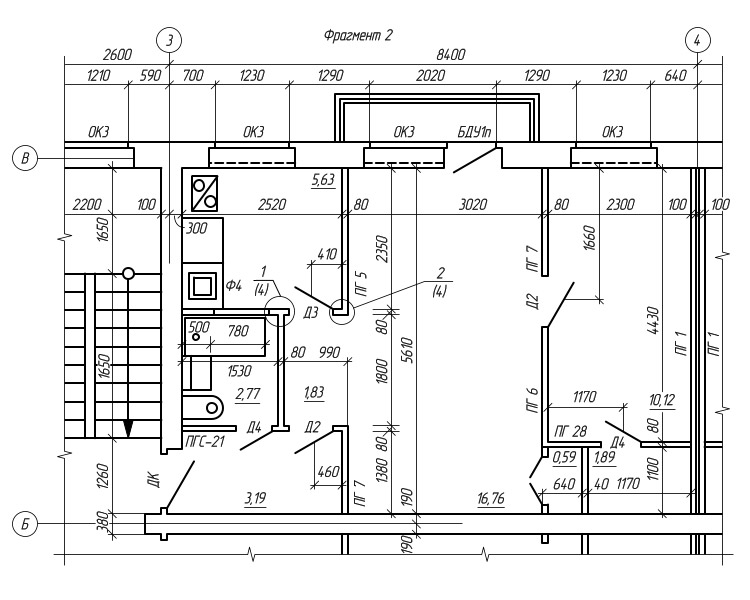 3
Фрагмент 2
4
2600
8400
1210
590
700
1230
1290
2020
1290
1230
640
ОК3
ОК3
ОК3
БДУ1п
ОК3
В
5,63
2200
100
2520
80
3020
80
2300
100
100
1650
300
2350
1660
410
ПГ 5
ПГ 7
1
(4)
2
(4)
Ф4
Д3
Д2
500
780
80
4430
ПГ 1
ПГ 1
1650
1530
80
990
1800
5610
2,77
1,83
ПГ 6
1170
10,12
ПГС-21
Д4
Д2
80
ПГ 28
Д4
80
1260
ДК
460
1380
ПГ 7
0,59
1,89
1100
640
40
1170
3,19
190
16,76
Б
380
190